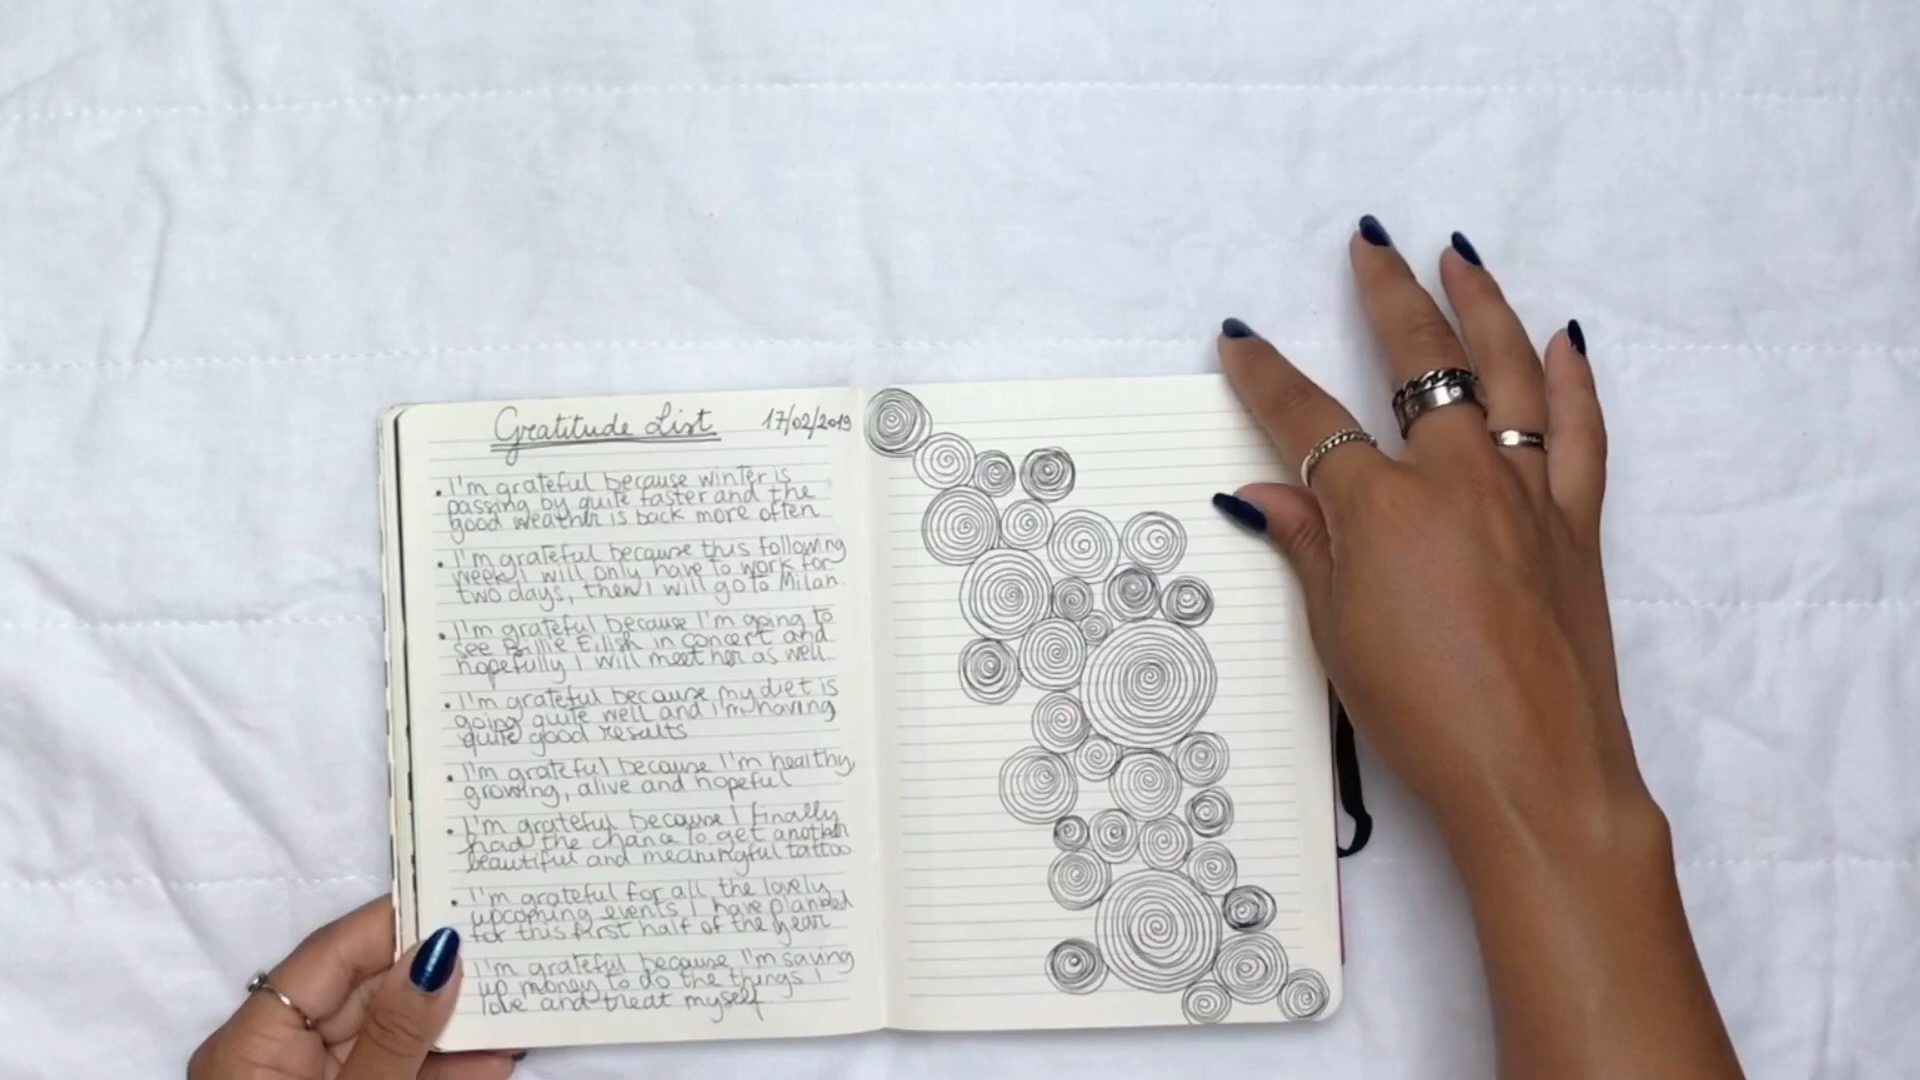 Gratitude List 17/02/2019
• I'm grateful because winter is
passing by quite faster and the
good weather is back more often
• I'm grateful because this following
week I will only have to work for
two days, then I will go to Milan.
• I'm grateful because I'm going to
see Billie Eilish in concert and
hopefully I will meet her as well
• I'm grateful because my diet is
going quite well and I'm having
quite good results
• I'm grateful because I'm healthy,
growing, alive and hopeful
• I'm grateful because I finally
had the chance to get another
beautiful and meaningful tattoo
• I'm grateful for all the lovely
upcoming events I have planned
for this first half of the year
I'm grateful because I'm saving
up money to do the things I
love and treat myself